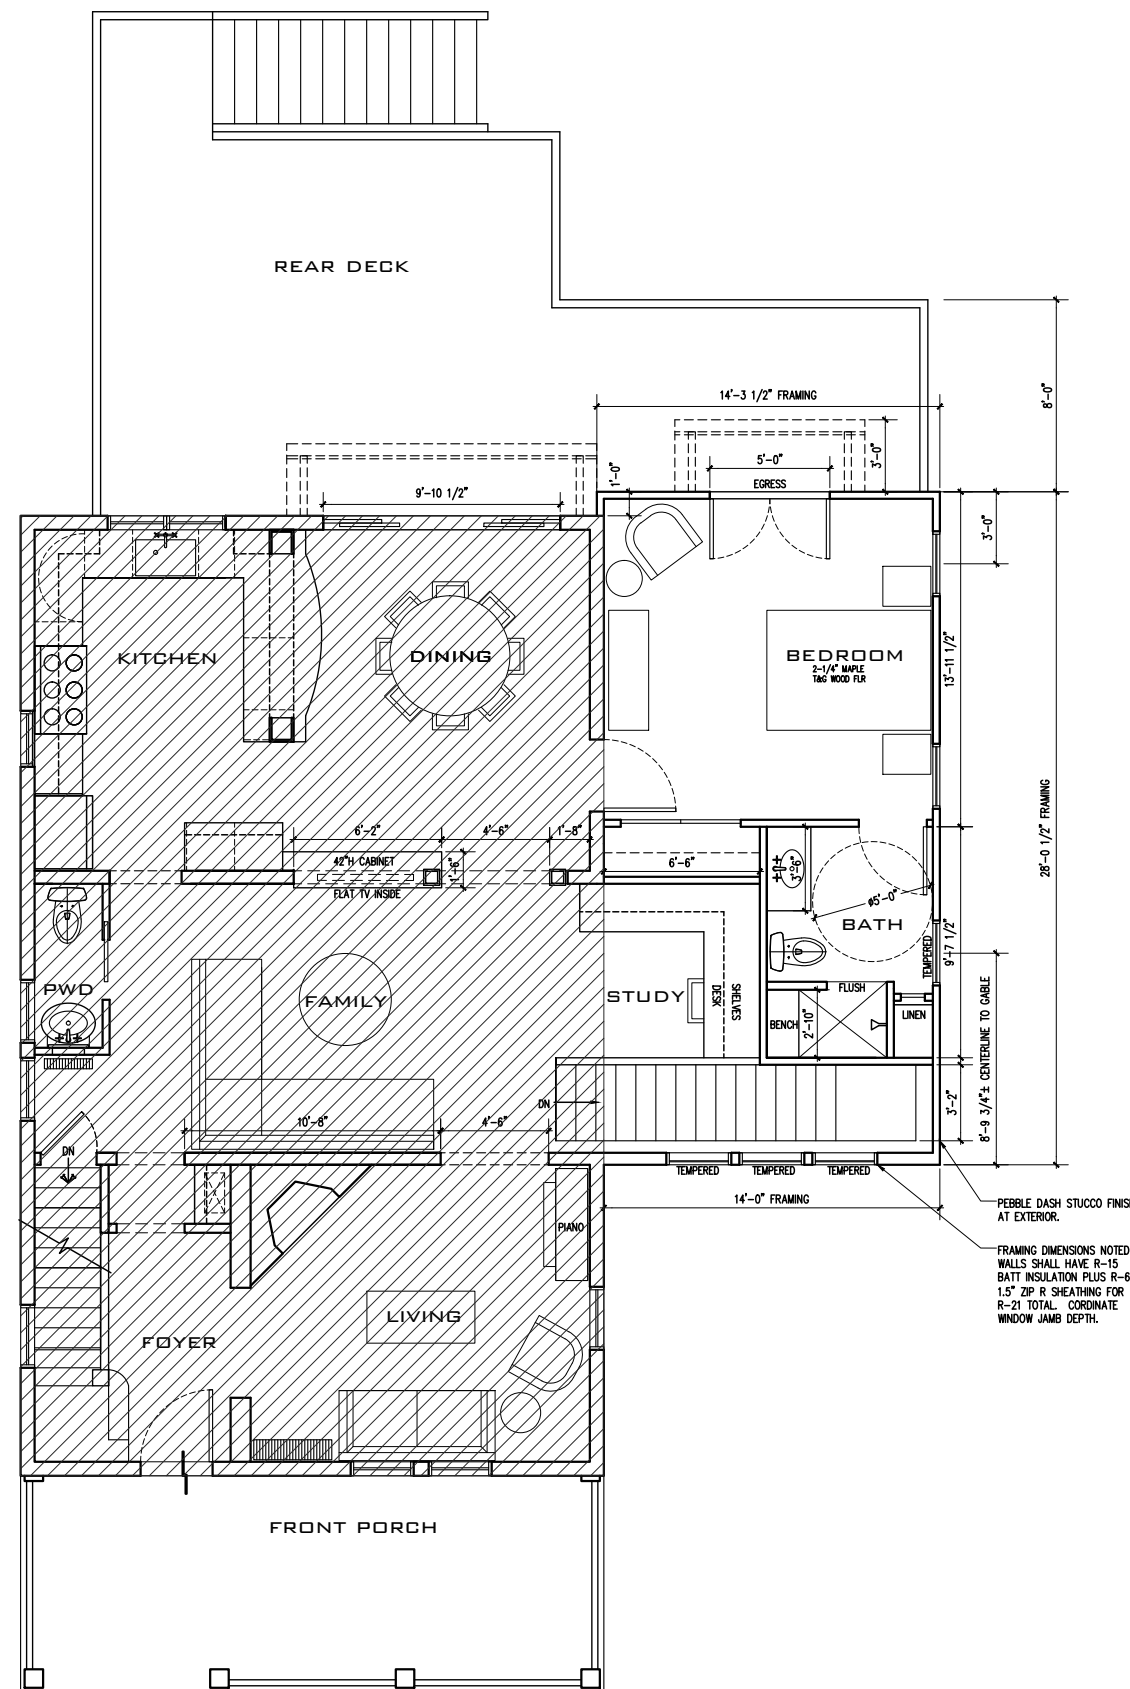 REAR DECK
14'-3 1/2" FRAMING
8'-0"
5'-0"
3'-0"
EGRESS
1'-0"
9'-10 1/2"
3'-0"
KITCHEN
DINING
BEDROOM
2-1/4" MAPLE
T&G WOOD FLR
13'-11 1/2"
28'-0 1/2" FRAMING
6'-2"
4'-6"
1'-8"
42"H CABINET
1'-6"
FLAT TV INSIDE
6'-6"
3'-6"
ø5'-0"
BATH
9'-7 1/2"
TEMPERED
PWD
FAMILY
STUDY
DESK
SHELVES
FLUSH
BENCH
2'-10"
LINEN
8'-9 3/4"± CENTERLINE TO GABLE
DN
3'-2"
10'-8"
4'-6"
DN
TEMPERED
TEMPERED
TEMPERED
14'-0" FRAMING
PIANO
PEBBLE DASH STUCCO FINIS
AT EXTERIOR.
FRAMING DIMENSIONS NOTED
WALLS SHALL HAVE R-15
BATT INSULATION PLUS R-6
1.5" ZIP R SHEATHING FOR
R-21 TOTAL. CORDINATE
WINDOW JAMB DEPTH.
LIVING
FOYER
FRONT PORCH